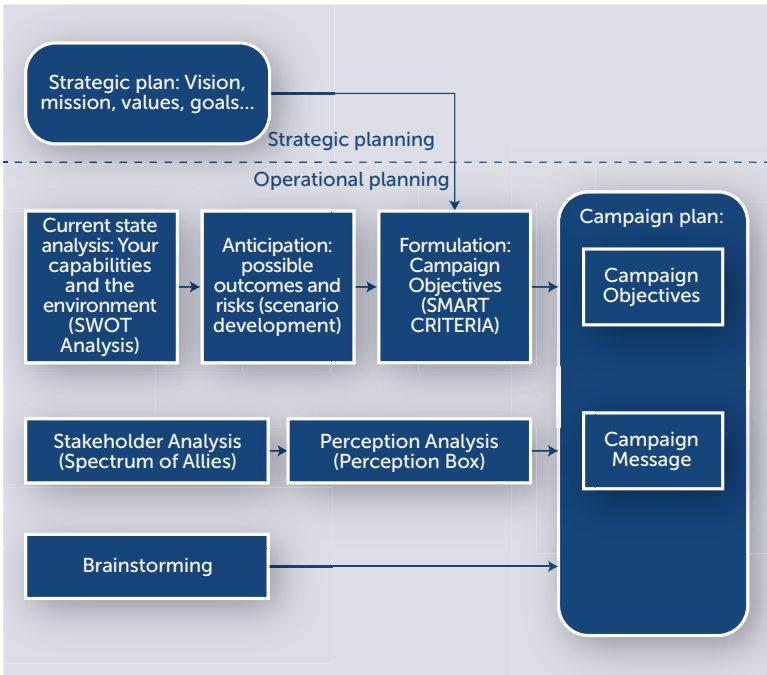 Strategic plan: Vision,
mission, values, goals...
Strategic planning
Operational planning
Current state
analysis: Your
capabilities
and the
environment
(SWOT
Analysis)
Anticipation:
possible
outcomes and
risks (scenario
development)
Formulation:
Campaign
Objectives
(SMART
CRITERIA)
Campaign plan:
Campaign
Objectives
Stakeholder Analysis
(Spectrum of Allies)
Perception Analysis
(Perception Box)
Campaign
Message
Brainstorming